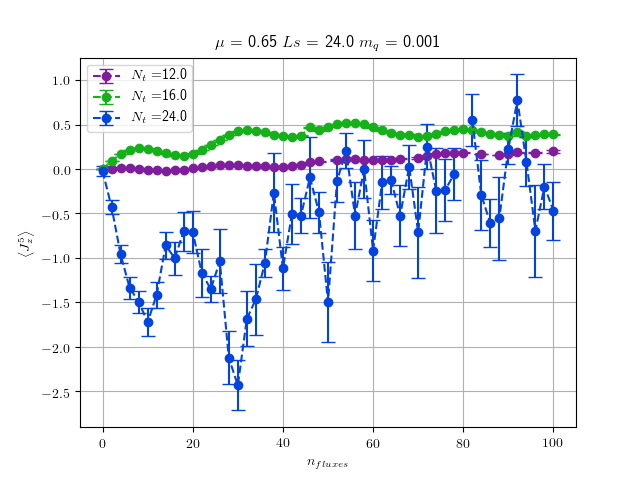 μ = 0.65 Ls = 24.0 m_q = 0.001
N_t =12.0
N_t =16.0
N_t =24.0
1.0
0.5
0.0
−0.5
−1.0
−1.5
−2.0
−2.5
⟨J_z^5⟩
0 20 40 60 80 100
n_{fluxes}